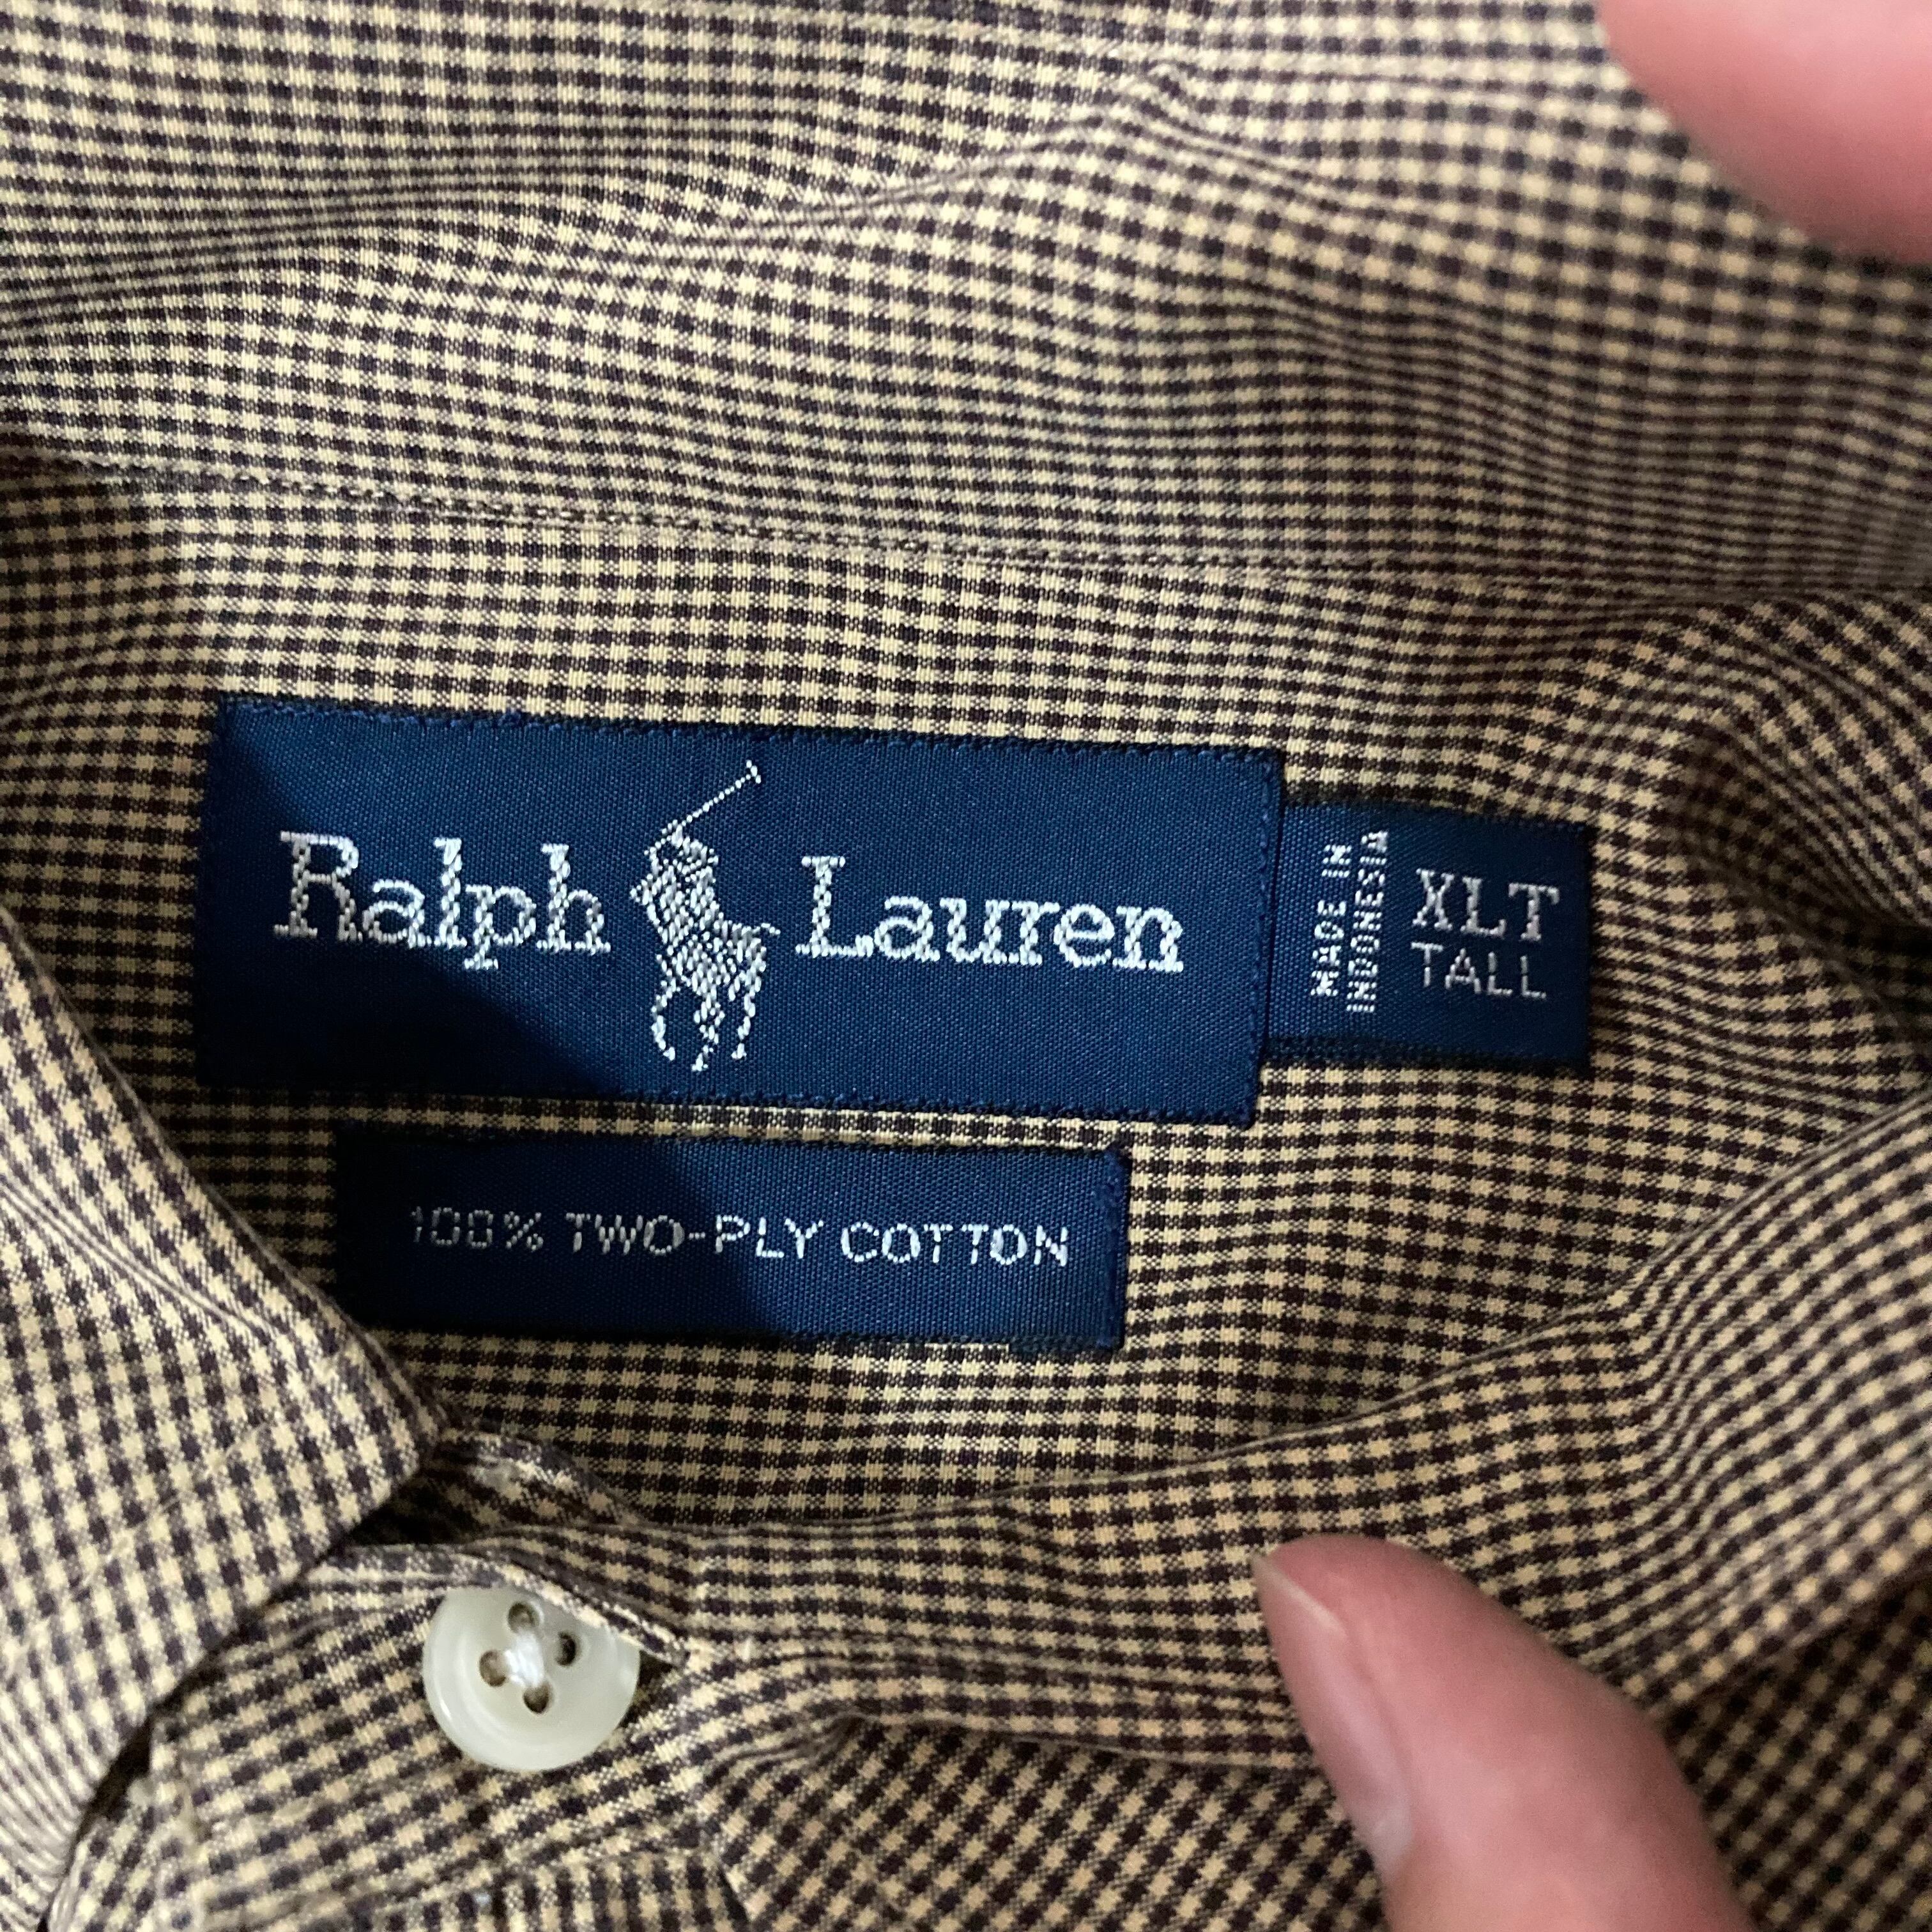 Ralph Lauren
MADE IN
INDONESIA
XLT
TALL
100% TWO-PLY COTTON